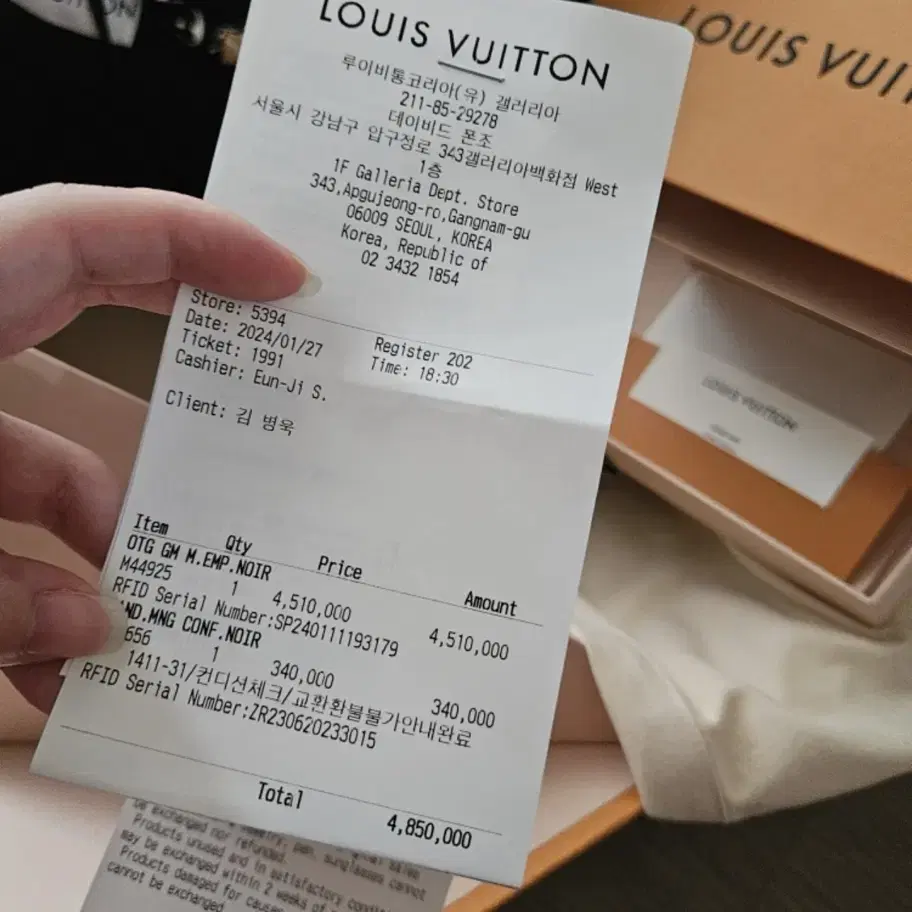 LOUIS VUITTON
루이비통코리아(유) 갤러리아
211-85-29278
데이비드 폰조
서울시 강남구 압구정로 343갤러리아백화점 West
1층
1F Galleria Dept. Store
343,Apgujeong-ro,Gangnam-gu
06009 SEOUL, KOREA
Korea, Republic of
02 3432 1854
Store: 5394 Register 202
Date: 2024/01/27 Time: 18:30
Ticket: 1991
Cashier: Eun-Ji S.
Client: 김 병욱
Item Qty Price Amount
OTG GM M.EMP.NOIR
M44925 1 4,510,000 4,510,000
RFID Serial Number:SP240111193179
ND.MNG CONF.NOIR
656 1 340,000 340,000
1411-31/컨디션체크/교환환불불가안내완료
RFID Serial Number:ZR230620233015
Total 4,850,000
LOUIS VUI
LOUIS VUITTON
be exchanged nor refunded.
Products unused and in satisfactory
may be exchanged within 2 weeks of
Products damaged for
cannot be exchanged